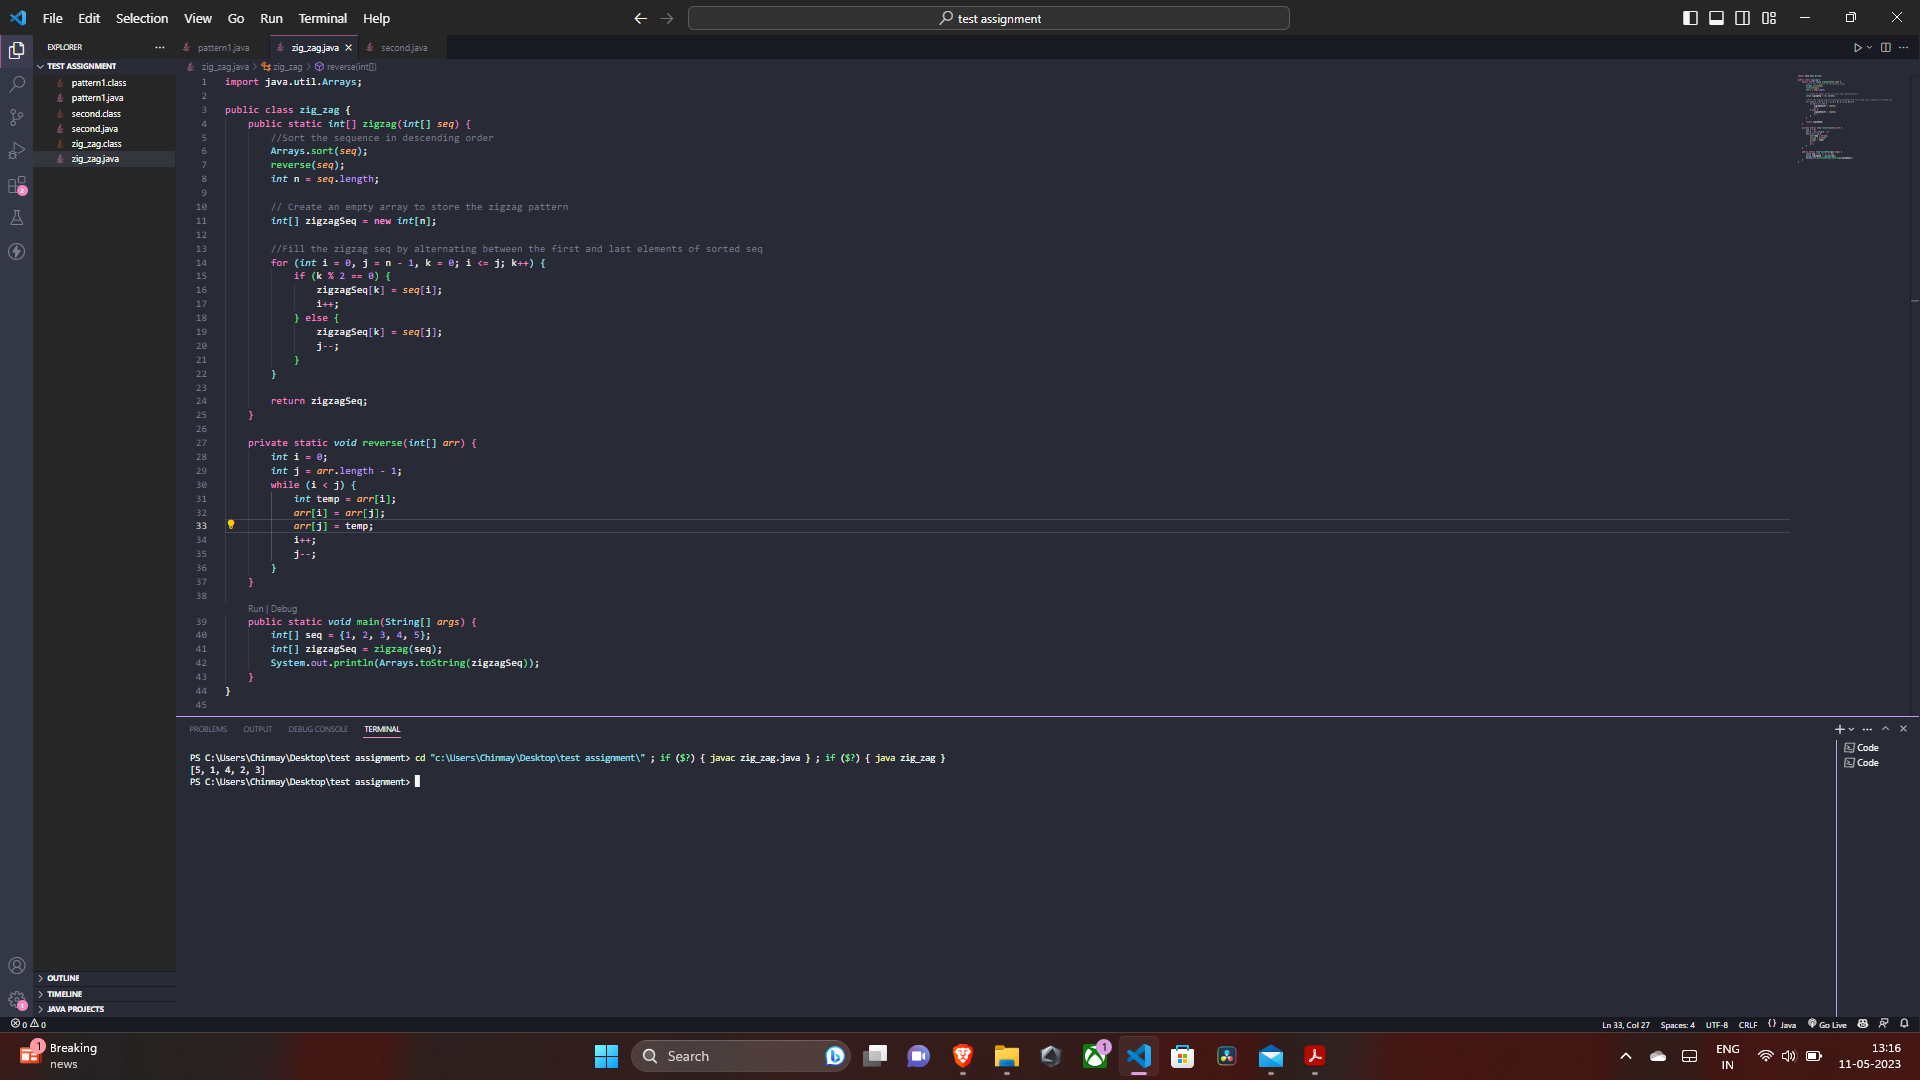 File Edit Selection View Go Run Terminal Help
test assignment
EXPLORER
TEST ASSIGNMENT
pattern1.class
pattern1.java
second.class
second.java
zig_zag.class
zig_zag.java
2
1
OUTLINE
TIMELINE
JAVA PROJECTS
pattern1.java zig_zag.java second.java
zig_zag.java > zig_zag > reverse(int[])
1 import java.util.Arrays;
2
3 public class zig_zag {
4 public static int[] zigzag(int[] seq) {
5 //Sort the sequence in descending order
6 Arrays.sort(seq);
7 reverse(seq);
8 int n = seq.length;
9
10 // Create an empty array to store the zigzag pattern
11 int[] zigzagSeq = new int[n];
12
13 //Fill the zigzag seq by alternating between the first and last elements of sorted seq
14 for (int i = 0, j = n - 1, k = 0; i <= j; k++) {
15 if (k % 2 == 0) {
16 zigzagSeq[k] = seq[i];
17 i++;
18 } else {
19 zigzagSeq[k] = seq[j];
20 j--;
21 }
22 }
23
24 return zigzagSeq;
25 }
26
27 private static void reverse(int[] arr) {
28 int i = 0;
29 int j = arr.length - 1;
30 while (i < j) {
31 int temp = arr[i];
32 arr[i] = arr[j];
33 arr[j] = temp;
34 i++;
35 j--;
36 }
37 }
38
Run | Debug
39 public static void main(String[] args) {
40 int[] seq = {1, 2, 3, 4, 5};
41 int[] zigzagSeq = zigzag(seq);
42 System.out.println(Arrays.toString(zigzagSeq));
43 }
44 }
45
PROBLEMS OUTPUT DEBUG CONSOLE TERMINAL
PS C:\Users\Chinmay\Desktop\test assignment> cd "c:\Users\Chinmay\Desktop\test assignment\" ; if ($?) { javac zig_zag.java } ; if ($?) { java zig_zag }
[5, 1, 4, 2, 3]
PS C:\Users\Chinmay\Desktop\test assignment>
Code
Code
0 0
Ln 33, Col 27 Spaces: 4 UTF-8 CRLF {} Java Go Live
1
Breaking
news
Search
1
ENG
IN
13:16
11-05-2023